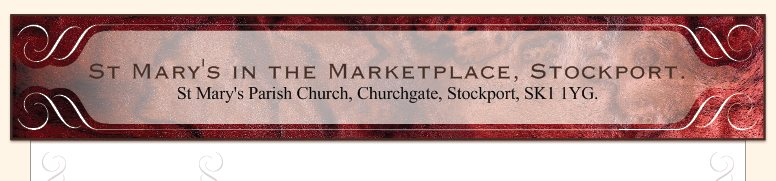 St Mary's in the Marketplace, Stockport.
St Mary's Parish Church, Churchgate, Stockport, SK1 1YG.